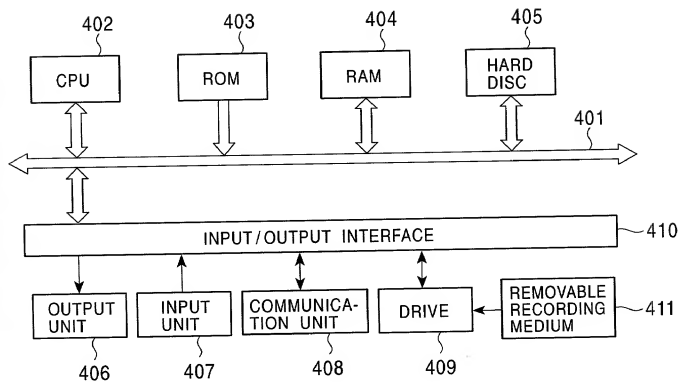 402
403
404
405
CPU
ROM
RAM
HARD
DISC
401
INPUT/OUTPUT INTERFACE
410
OUTPUT
UNIT
INPUT
UNIT
COMMUNICA-
TION UNIT
DRIVE
REMOVABLE
RECORDING
MEDIUM
411
406
407
408
409